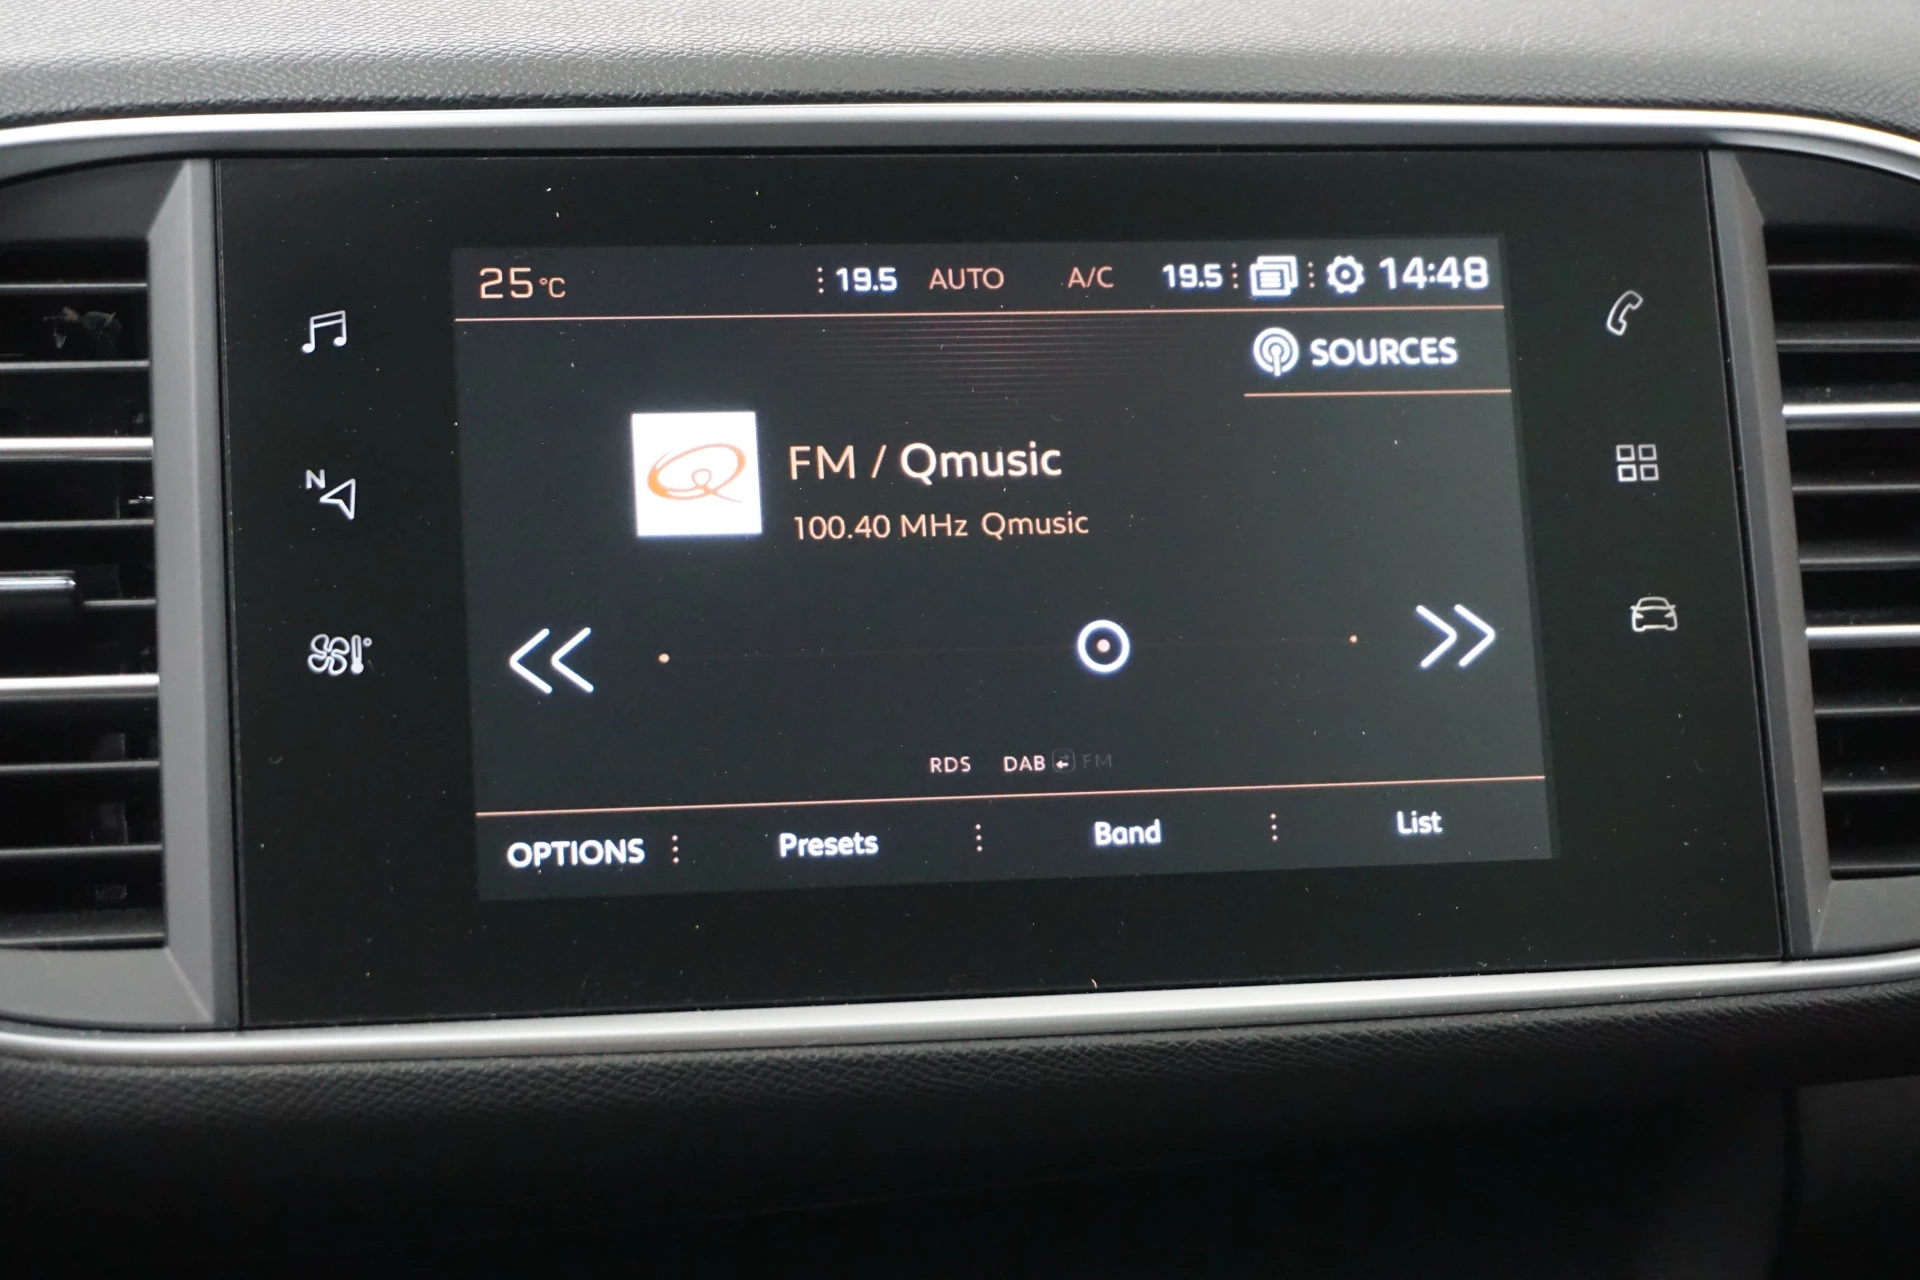 25°C 19.5 AUTO A/C 19.5 14:48
SOURCES
FM / Qmusic
100.40 MHz Qmusic
N
RDS DAB FM
OPTIONS Presets Band List